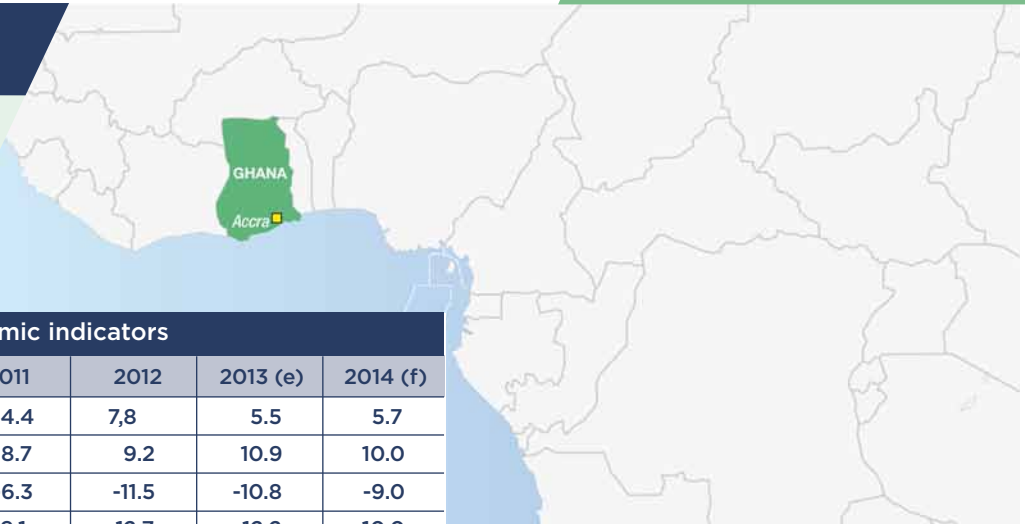 GHANA
Accra
mic indicators
011 2012 2013 (e) 2014 (f)
4.4 7,8 5.5 5.7
8.7 9.2 10.9 10.0
6.3 -11.5 -10.8 -9.0